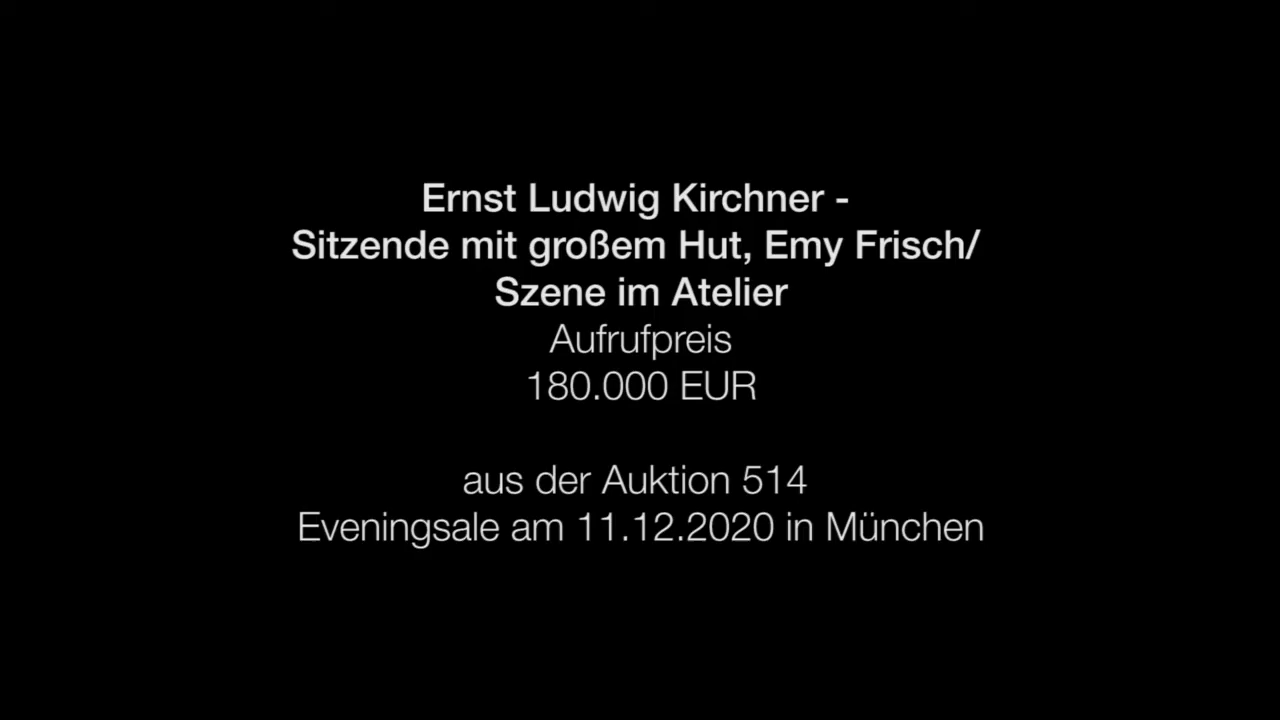 Ernst Ludwig Kirchner -
Sitzende mit großem Hut, Emy Frisch/
Szene im Atelier
Aufrufpreis
180.000 EUR
aus der Auktion 514
Eveningsale am 11.12.2020 in München